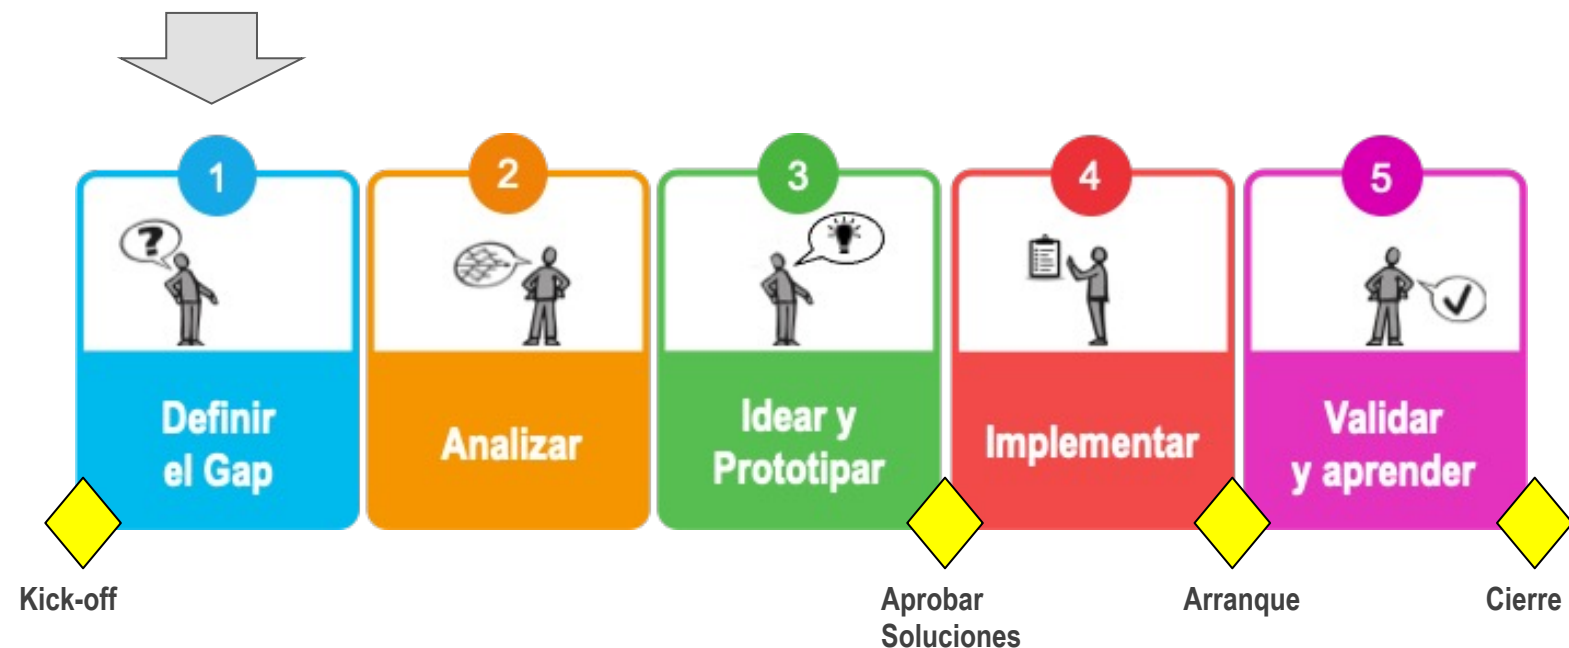 1
2
3
4
5
?
Definir
el Gap
Analizar
Idear y
Prototipar
Implementar
Validar
y aprender
Kick-off
Aprobar
Soluciones
Arranque
Cierre